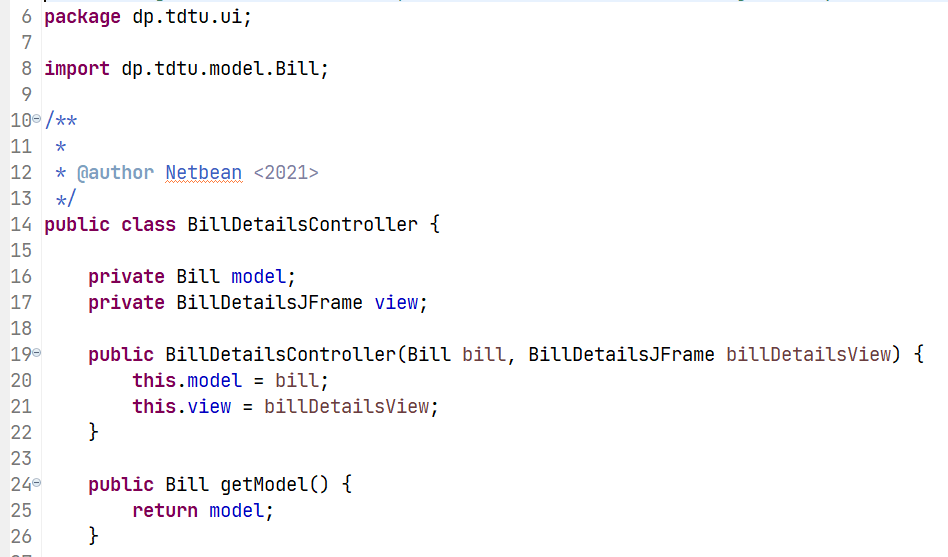 6 package dp.tdtu.ui;
7
8 import dp.tdtu.model.Bill;
9
10 /**
11 *
12 * @author Netbean <2021>
13 */
14 public class BillDetailsController {
15
16 private Bill model;
17 private BillDetailsJFrame view;
18
19 public BillDetailsController(Bill bill, BillDetailsJFrame billDetailsView) {
20 this.model = bill;
21 this.view = billDetailsView;
22 }
23
24 public Bill getModel() {
25 return model;
26 }